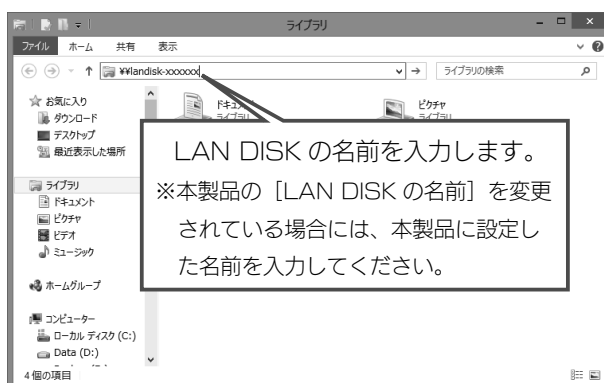 ライブラリ
ファイル ホーム 共有 表示
¥¥landisk-xxxxxx
ライブラリの検索
お気に入り
ダウンロード
デスクトップ
最近表示した場所
ライブラリ
ドキュメント
ピクチャ
ビデオ
ミュージック
ホームグループ
コンピューター
ローカル ディスク (C:)
Data (D:)
4 個の項目
ピクチャ
LAN DISK の名前を入力します。
※本製品の［LAN DISK の名前］を変更
されている場合には、本製品に設定し
た名前を入力してください。